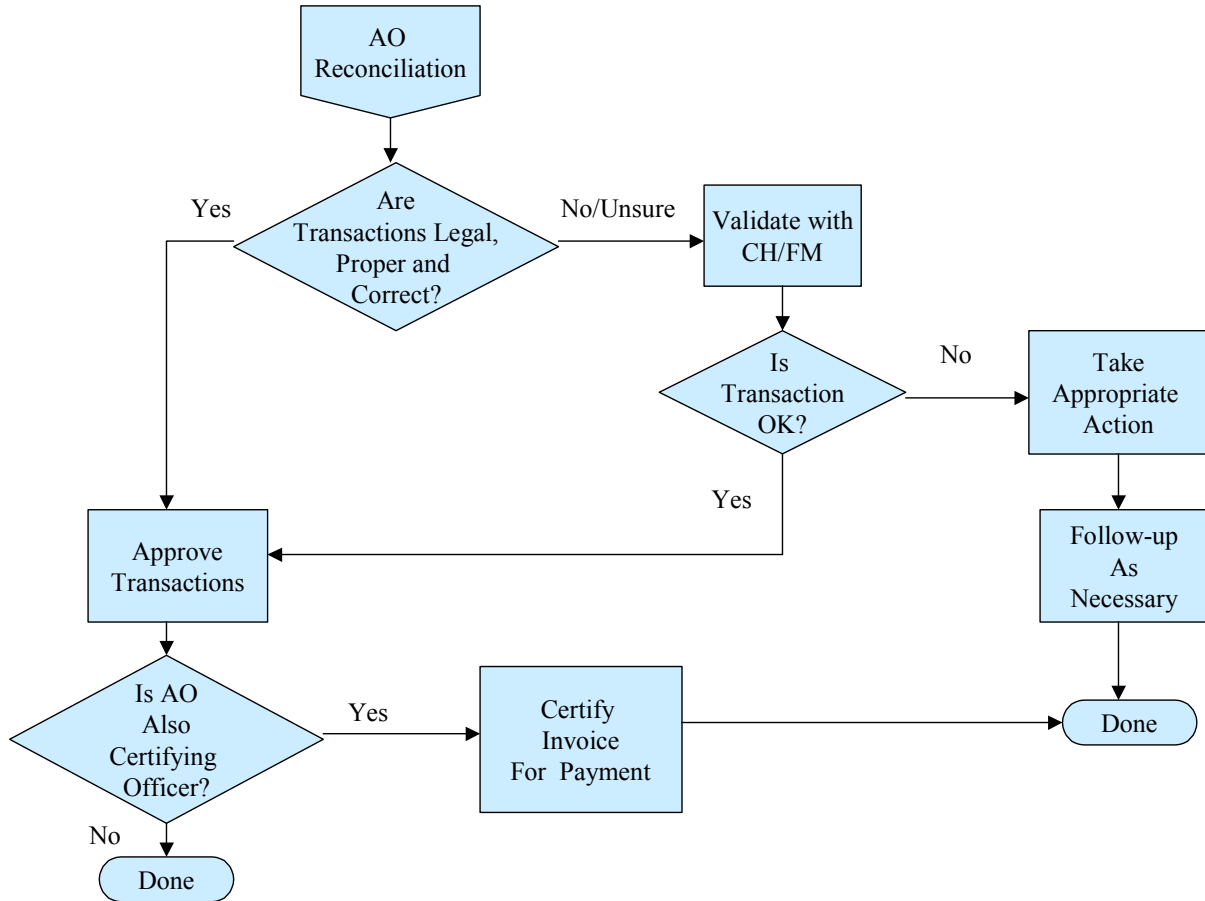 AO
Reconciliation
Yes
Are
Transactions Legal,
Proper and
Correct?
No/Unsure
Validate with
CH/FM
Is
Transaction
OK?
No
Take
Appropriate
Action
Yes
Approve
Transactions
Follow-up
As
Necessary
Is AO
Also
Certifying
Officer?
Yes
Certify
Invoice
For Payment
Done
No
Done